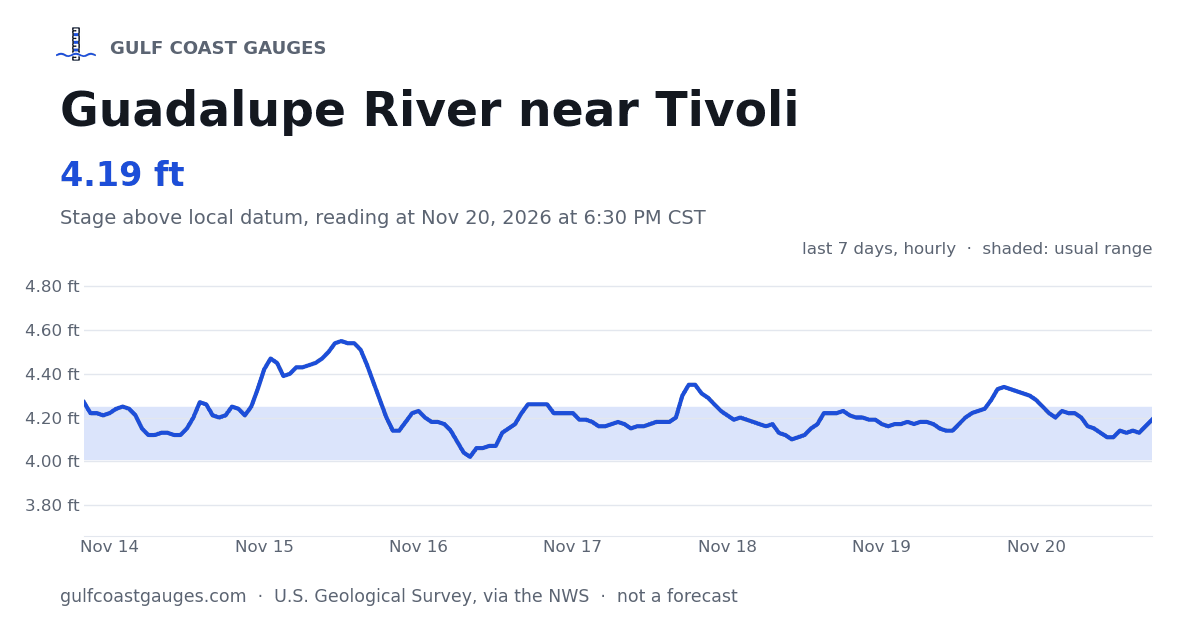 GULF COAST GAUGES
Guadalupe River near Tivoli
4.19 ft
Stage above local datum, reading at Nov 20, 2026 at 6:30 PM CST
last 7 days, hourly · shaded: usual range
4.80 ft
4.60 ft
4.40 ft
4.20 ft
4.00 ft
3.80 ft
Nov 14 Nov 15 Nov 16 Nov 17 Nov 18 Nov 19 Nov 20
gulfcoastgauges.com · U.S. Geological Survey, via the NWS · not a forecast